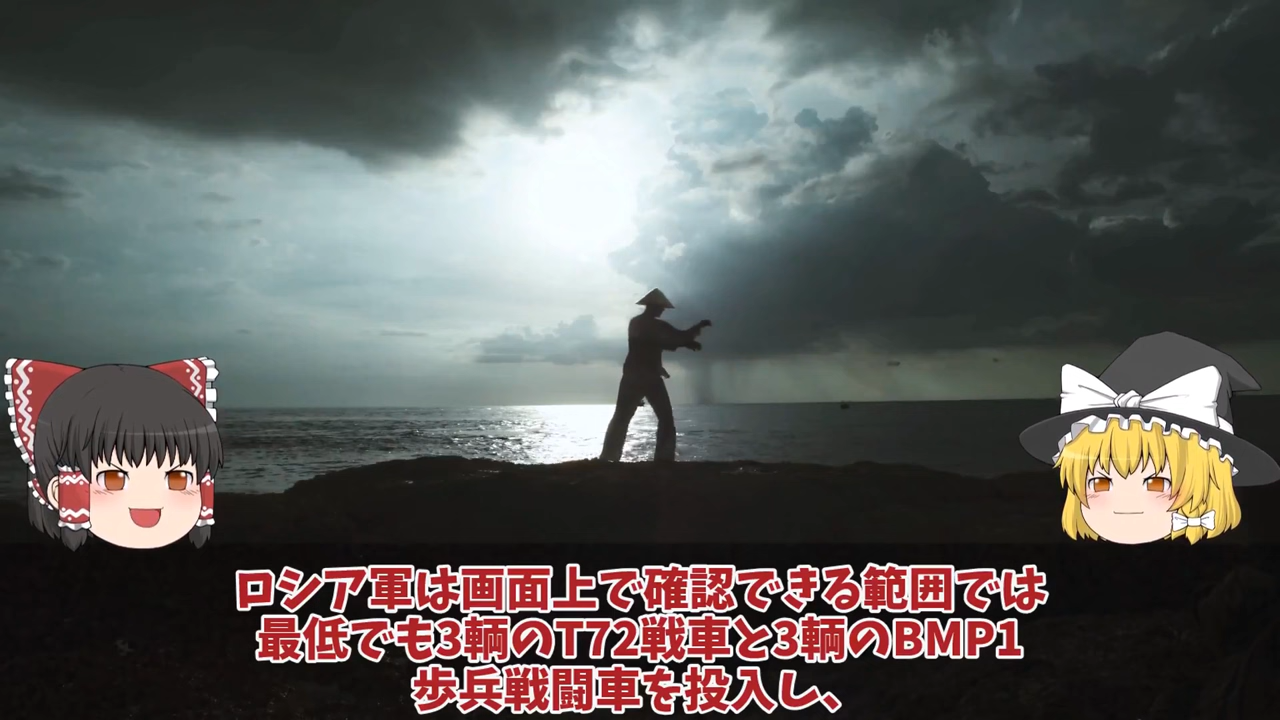 ロシア軍は画面上で確認できる範囲では
最低でも3輌のT72戦車と3輌のBMP1
歩兵戦闘車を投入し、